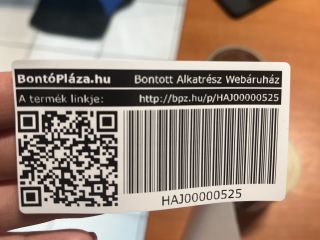 BontóPláza.hu Bontott Alkatrész Webáruház
A termék linkje: http://bpz.hu/p/HAJ00000525
HAJ00000525